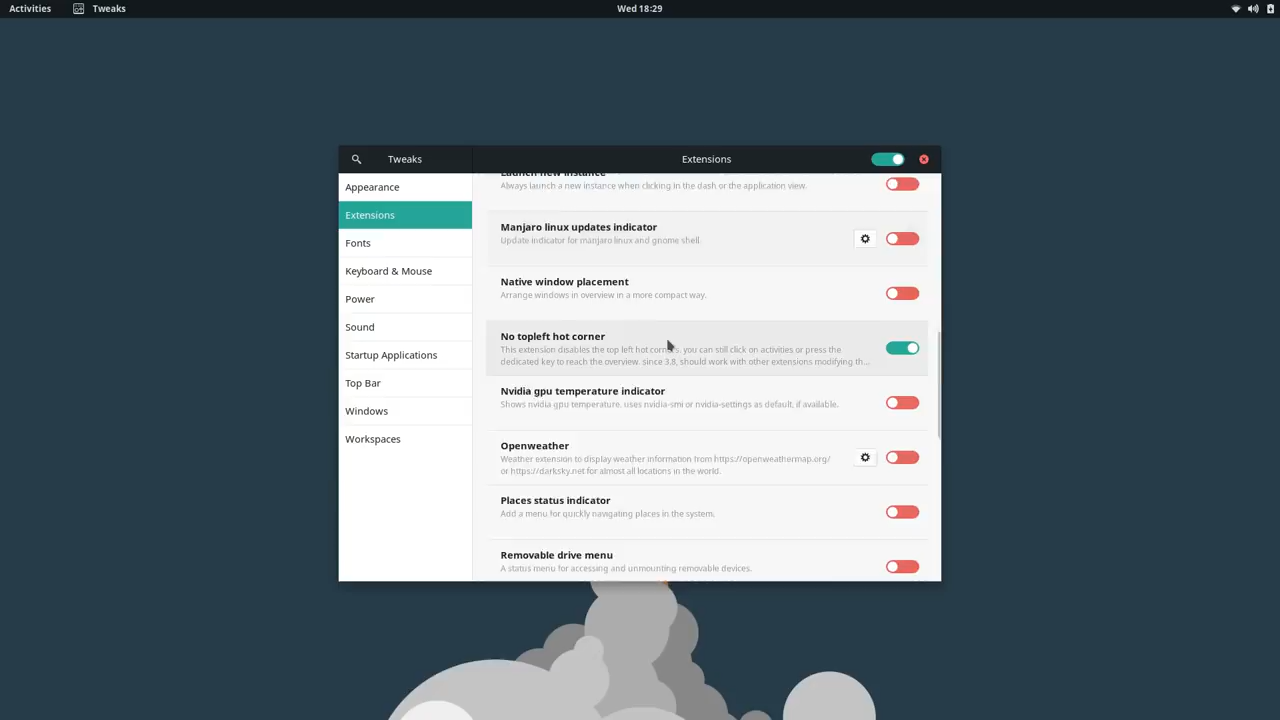 Activities Tweaks Wed 18:29
Tweaks Extensions
Appearance
Extensions
Fonts
Keyboard & Mouse
Power
Sound
Startup Applications
Top Bar
Windows
Workspaces
Launch new instance
Always launch a new instance when clicking in the dash or the application view.
Manjaro linux updates indicator
Update indicator for manjaro linux and gnome shell.
Native window placement
Arrange windows in overview in a more compact way.
No topleft hot corner
This extension disables the top left hot corners. you can still click on activities or press the
dedicated key to reach the overview. since 3.8, should work with other extensions modifying th...
Nvidia gpu temperature indicator
Shows nvidia gpu temperature. uses nvidia-smi or nvidia-settings as default, if available.
Openweather
Weather extension to display weather information from https://openweathermap.org/
or https://darksky.net for almost all locations in the world.
Places status indicator
Add a menu for quickly navigating places in the system.
Removable drive menu
A status menu for accessing and unmounting removable devices.